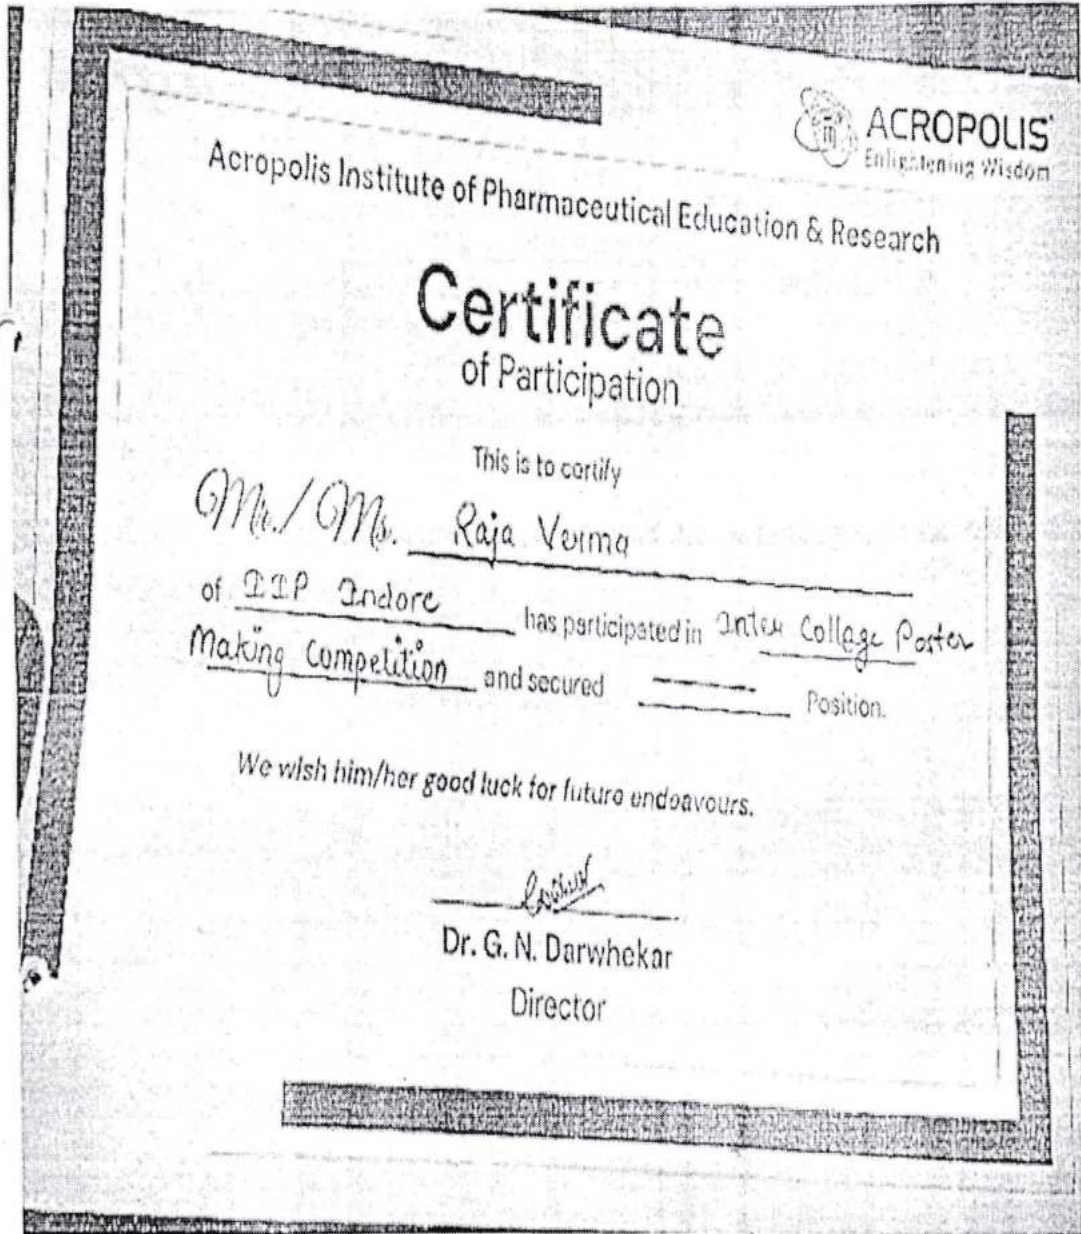 ACROPOLIS
Enlightening Wisdom
Acropolis Institute of Pharmaceutical Education & Research
Certificate
of Participation
This is to certify
Mr./Ms. Raja Verma
of IIP Indore has participated in Inter Collage Poster
Making Competition and secured —— Position.
We wish him/her good luck for future endeavours.
Dr. G. N. Darwhekar
Director